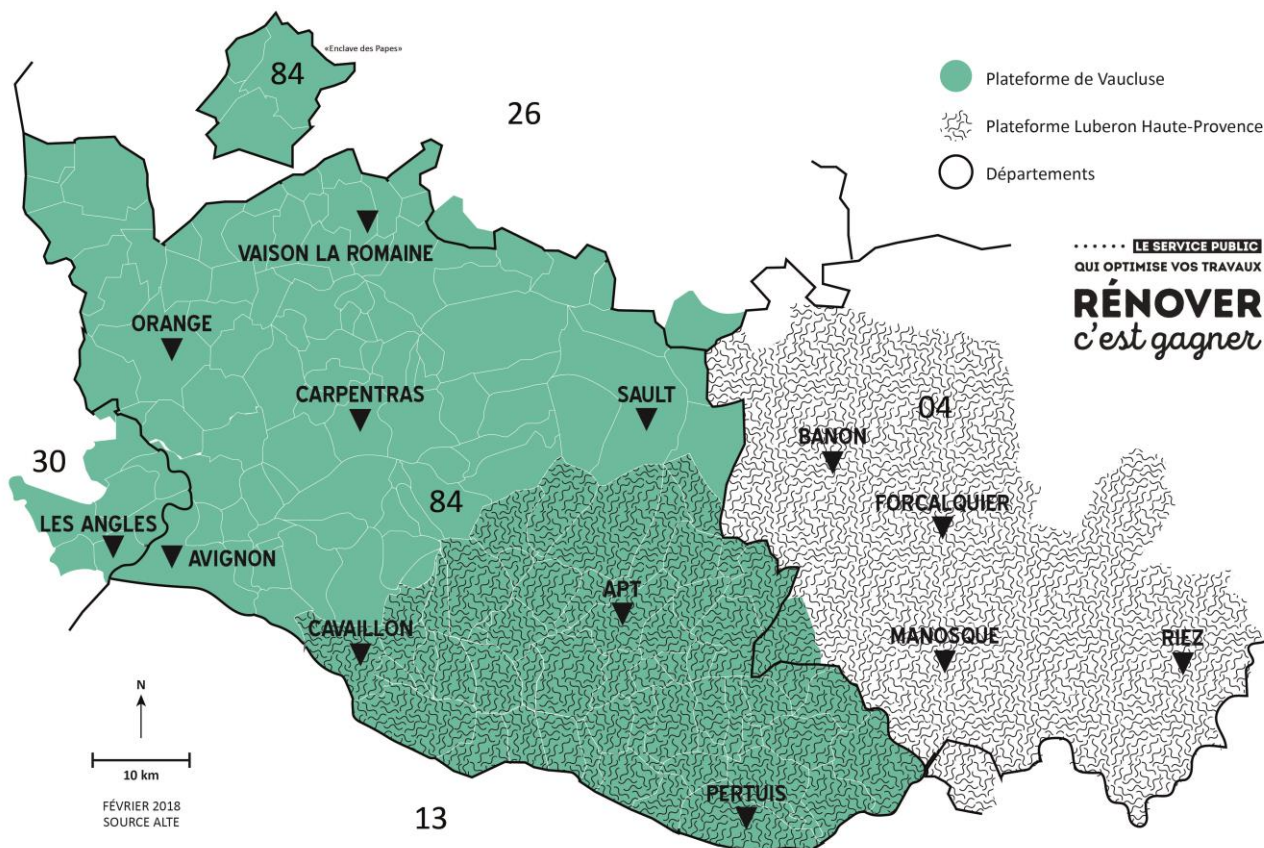 «Enclave des Papes»
84
26
Plateforme de Vaucluse
Plateforme Luberon Haute-Provence
Départements
...... LE SERVICE PUBLIC
QUI OPTIMISE VOS TRAVAUX
RÉNOVER
c'est gagner
VAISON LA ROMAINE
ORANGE
CARPENTRAS
SAULT
04
BANON
30
84
FORCALQUIER
LES ANGLES
AVIGNON
APT
CAVAILLON
MANOSQUE
RIEZ
N
10 km
PERTUIS
FÉVRIER 2018
SOURCE ALTE
13